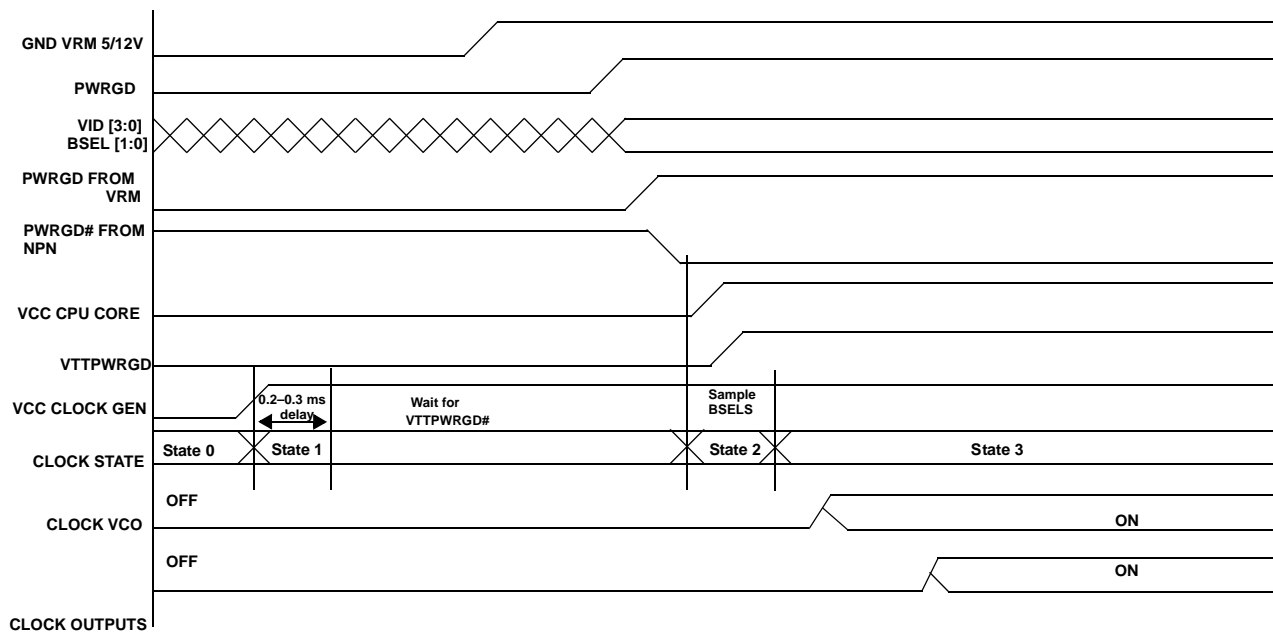 GND VRM 5/12V
PWRGD
VID [3:0]
BSEL [1:0]
PWRGD FROM
VRM
PWRGD# FROM
NPN
VCC CPU CORE
VTTPWRGD
VCC CLOCK GEN
0.2–0.3 ms
delay
Wait for
VTTPWRGD#
Sample
BSELS
CLOCK STATE
State 0
State 1
State 2
State 3
OFF
CLOCK VCO
ON
OFF
ON
CLOCK OUTPUTS